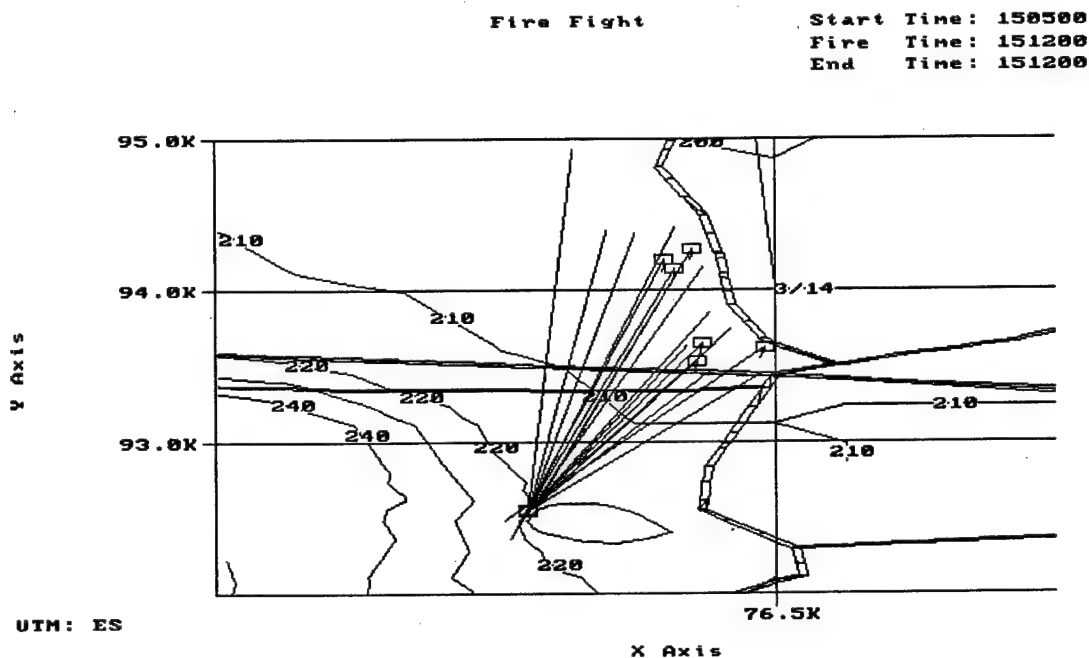 Fire Fight
Start Time: 150500
Fire Time: 151200
End Time: 151200
95.0K
200
210
94.0K
3/14
210
Y Axis
220
240
220
210
210
240
93.0K
220
210
220
76.5K
UTM: ES
X Axis